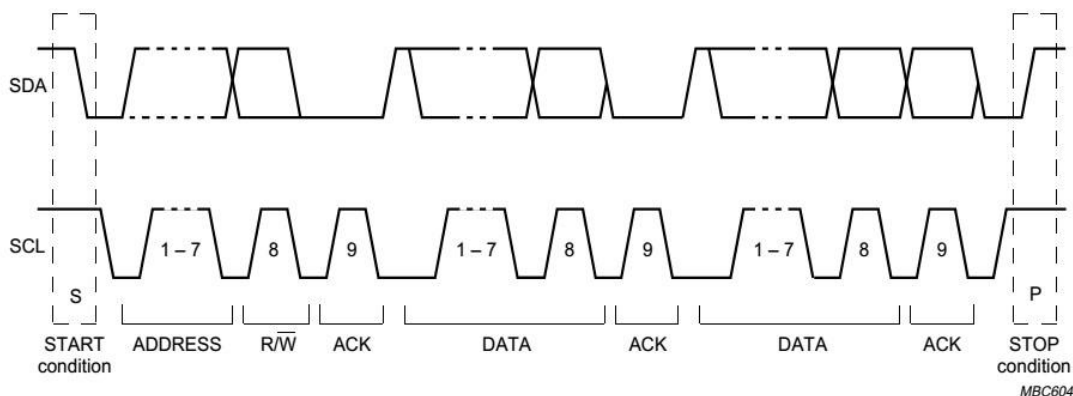 SDA
SCL
1 – 7
8
9
1 – 7
8
9
1 – 7
8
9
S
P
START
condition
ADDRESS
R/W̅
ACK
DATA
ACK
DATA
ACK
STOP
condition
MBC604